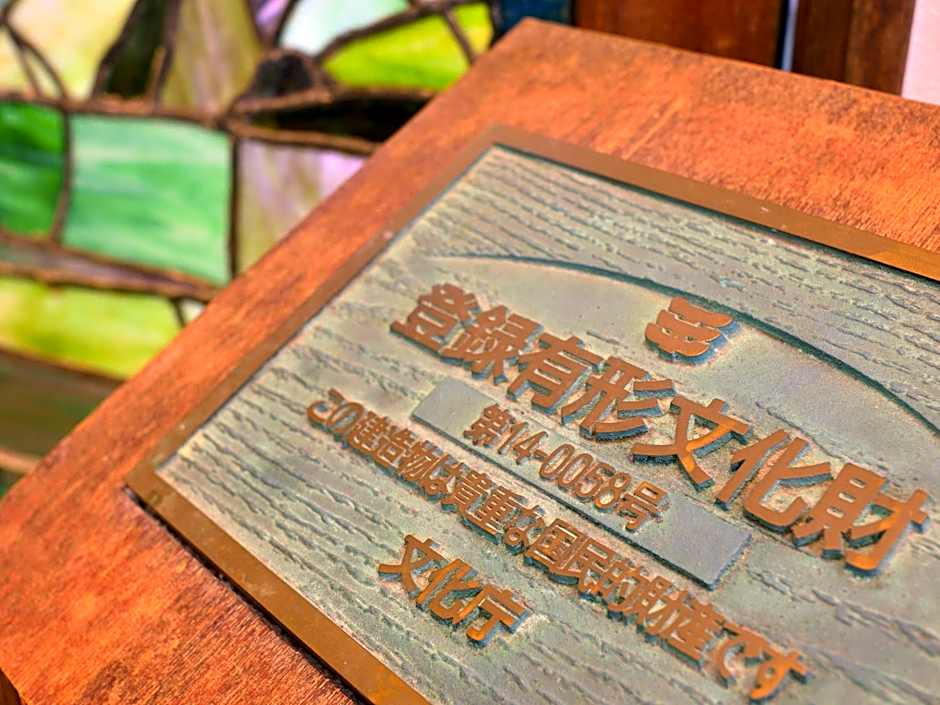 登録有形文化財
第14-0058号
この建造物は貴重な国民的財産です
文化庁